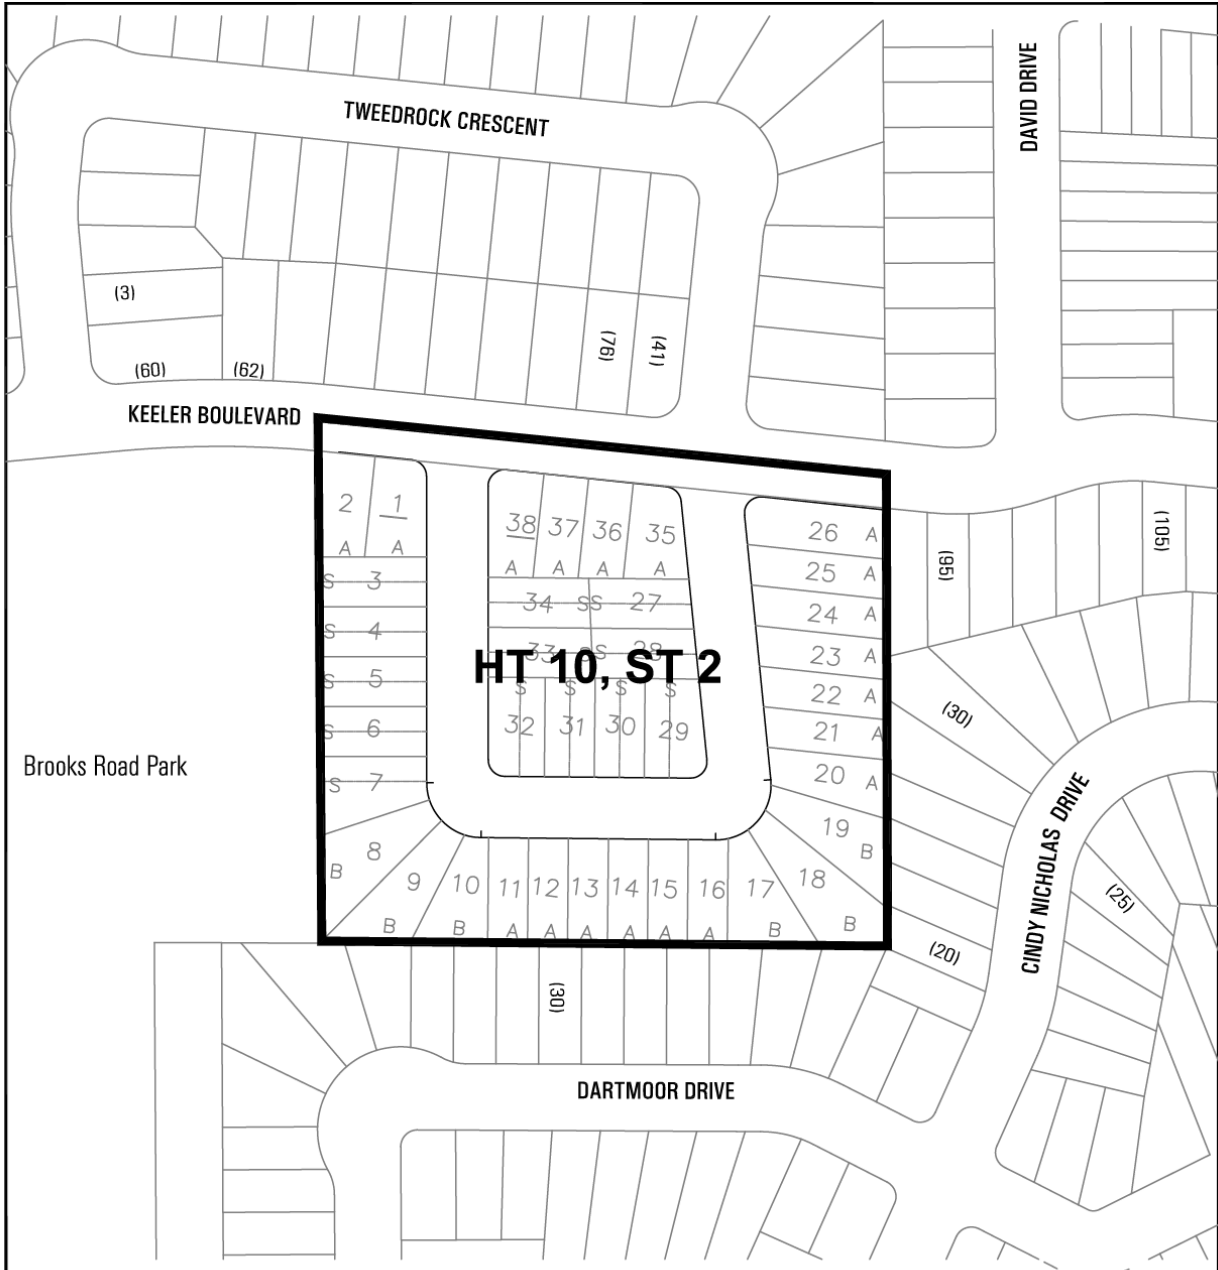 DAVID DRIVE
TWEEDROCK CRESCENT
(3)
(60)
(62)
(76)
(41)
KEELER BOULEVARD
2 1
A A
38 37 36 35
A A A A
26 A
25 A
24 A
23 A
22 A
21 A
20 A
19
B
18
B
S 3
S 4
S 5
S 6
S 7
34 S S 27
33 S S 28
HT 10, ST 2
S S S S
32 31 30 29
8
B
9
B
10
B
11
A
12
A
13
A
14
A
15
A
16
A
17
B
(95)
(105)
(30)
Brooks Road Park
CINDY NICHOLAS DRIVE
(25)
(20)
(30)
DARTMOOR DRIVE